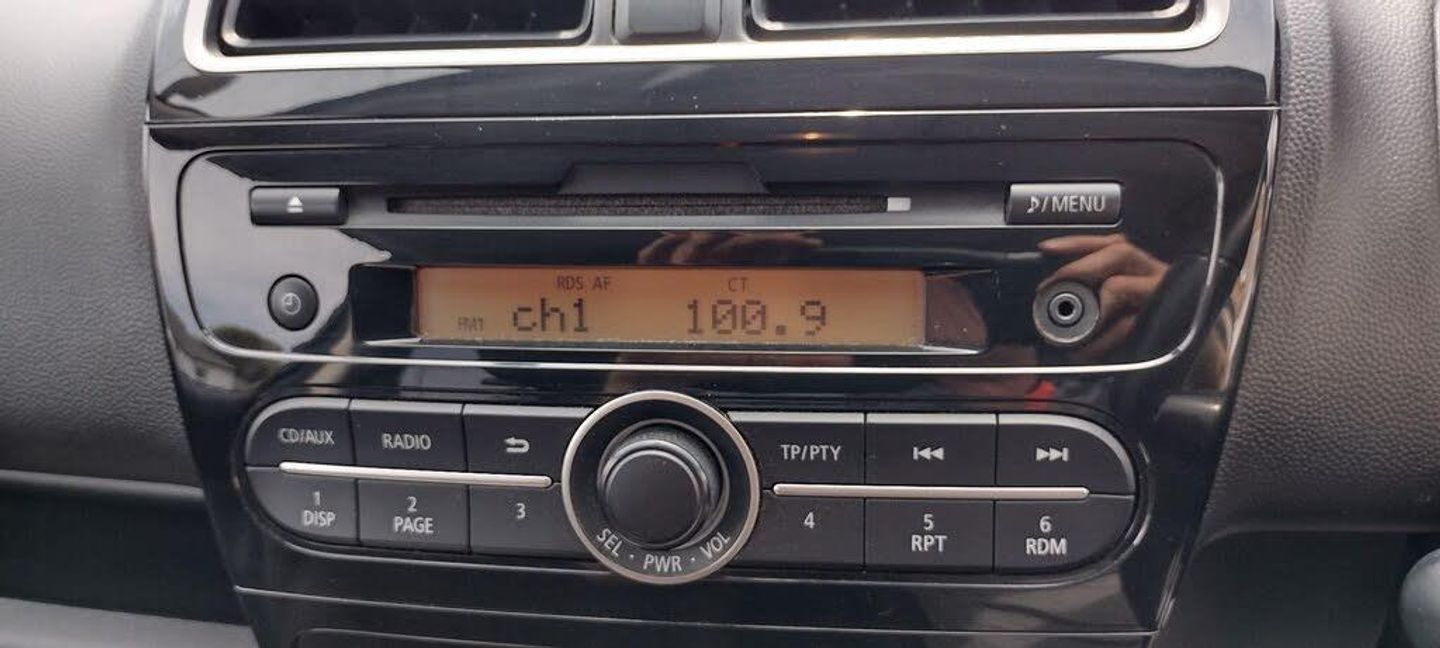 ♪/MENU
RDS AF CT
FM1 ch1 100.9
CD/AUX RADIO TP/PTY
1 2 3 4 5 6
DISP PAGE RPT RDM
SEL · PWR · VOL